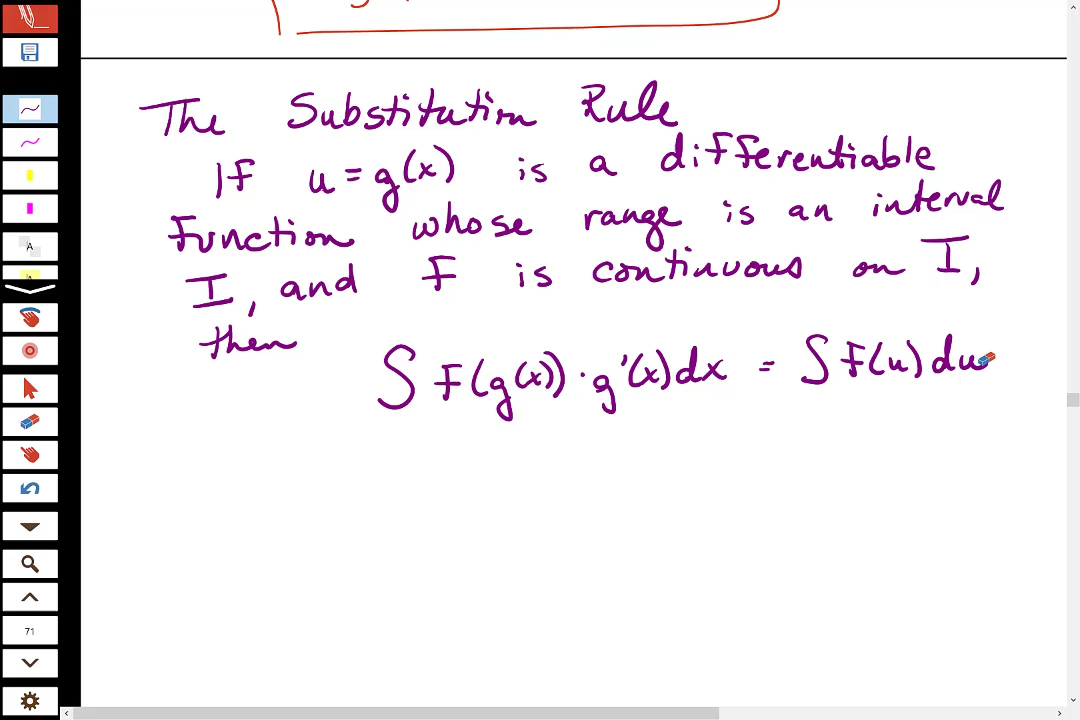 The Substitution Rule
If u = g(x) is a differentiable
function whose range is an interval
I, and f is continuous on I,
then
∫ f(g(x)) · g'(x) dx = ∫ f(u) du
A
71